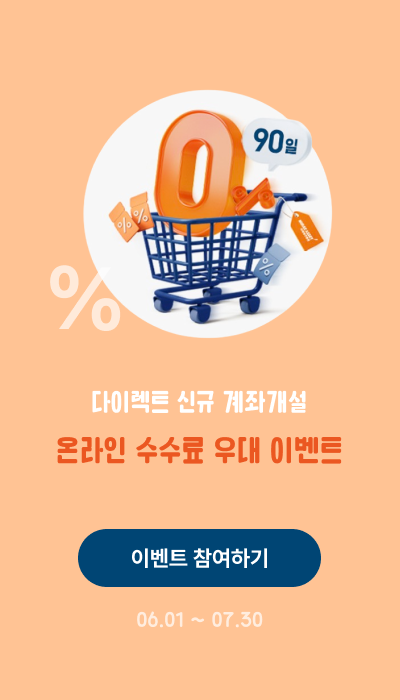 0
90일
%
%
%
%
다이렉트 신규 계좌개설
온라인 수수료 우대 이벤트
이벤트 참여하기
06.01 ~ 07.30